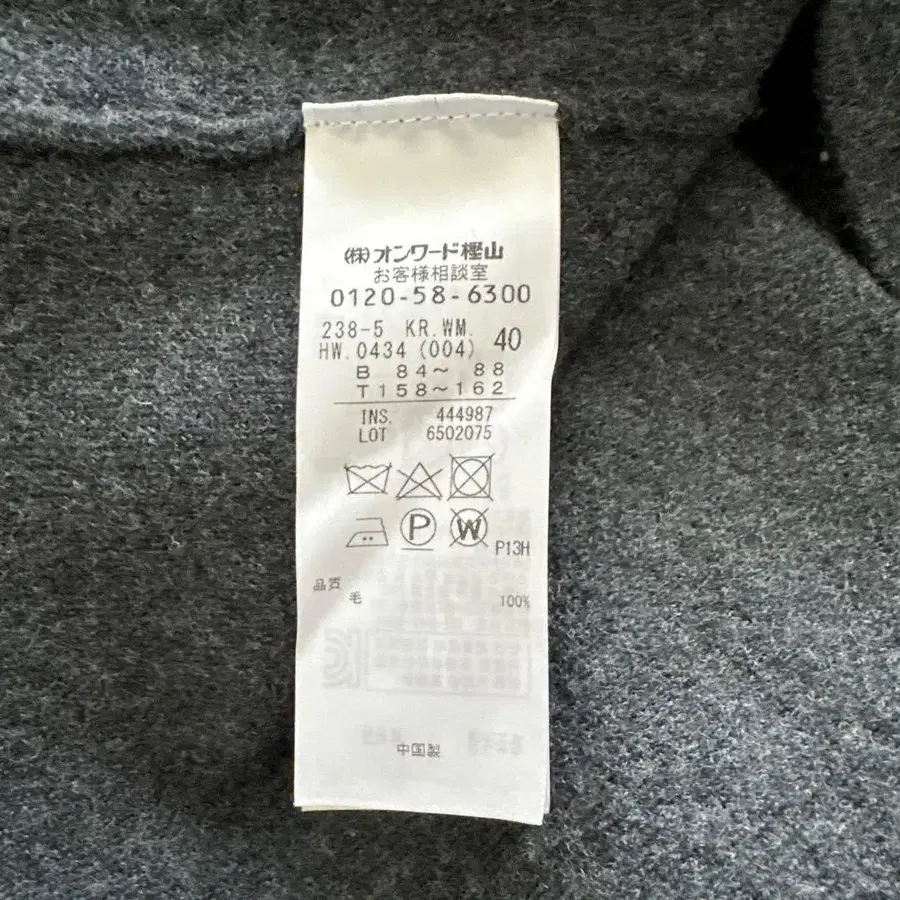 ㈱オンワード樫山
お客様相談室
0120-58-6300
238-5 KR.WM. 40
HW.0434 (004)
B 84~ 88
T158~162
INS. 444987
LOT 6502075
P W P13H
品質
毛 100%
中国製